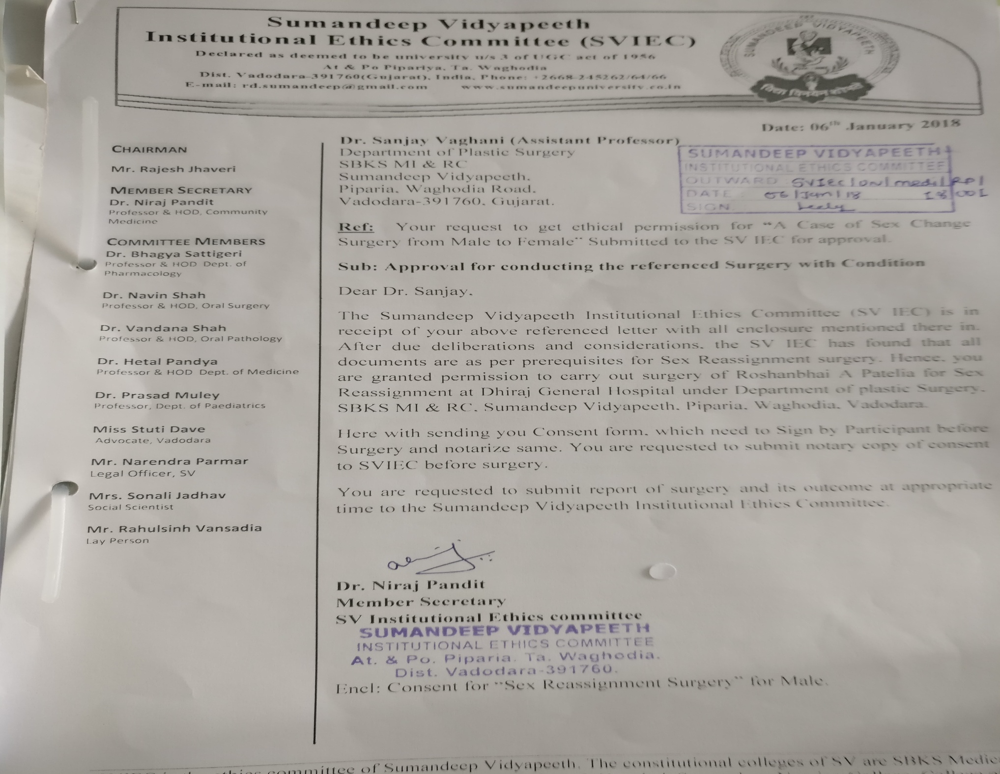 Sumandeep Vidyapeeth
Institutional Ethics Committee (SVIEC)
Declared as deemed to be university u/s 3 of UGC act of 1956
At & Po Pipariya, Ta. Waghodia
Dist. Vadodara-391760(Gujarat), India, Phone: +2668-245262/64/66
E-mail: rd.sumandeep@gmail.com www.sumandeepuniversity.co.in
SUMANDEEP VIDYAPEETH
Date: 06th January 2018
CHAIRMAN
Mr. Rajesh Jhaveri
MEMBER SECRETARY
Dr. Niraj Pandit
Professor & HOD, Community
Medicine
COMMITTEE MEMBERS
Dr. Bhagya Sattigeri
Professor & HOD Dept. of
Pharmacology
Dr. Navin Shah
Professor & HOD, Oral Surgery
Dr. Vandana Shah
Professor & HOD, Oral Pathology
Dr. Hetal Pandya
Professor & HOD Dept. of Medicine
Dr. Prasad Muley
Professor, Dept. of Paediatrics
Miss Stuti Dave
Advocate, Vadodara
Mr. Narendra Parmar
Legal Officer, SV
Mrs. Sonali Jadhav
Social Scientist
Mr. Rahulsinh Vansadia
Lay Person
Dr. Sanjay Vaghani (Assistant Professor)
Department of Plastic Surgery
SBKS MI & RC
Sumandeep Vidyapeeth,
Piparia, Waghodia Road,
Vadodara-391760, Gujarat.
SUMANDEEP VIDYAPEETH
INSTITUTIONAL ETHICS COMMITTEE
OUTWARD : SVIEC/ON/medi/RP/
DATE : 06/Jan/18 18001
SIGN :
Ref: Your request to get ethical permission for "A Case of Sex Change
Surgery from Male to Female" Submitted to the SV IEC for approval.
Sub: Approval for conducting the referenced Surgery with Condition
Dear Dr. Sanjay,
The Sumandeep Vidyapeeth Institutional Ethics Committee (SV IEC) is in
receipt of your above referenced letter with all enclosure mentioned there in.
After due deliberations and considerations, the SV IEC has found that all
documents are as per prerequisites for Sex Reassignment surgery. Hence, you
are granted permission to carry out surgery of Roshanbhai A Patelia for Sex
Reassignment at Dhiraj General Hospital under Department of plastic Surgery,
SBKS MI & RC, Sumandeep Vidyapeeth, Piparia, Waghodia, Vadodara.
Here with sending you Consent form, which need to Sign by Participant before
Surgery and notarize same. You are requested to submit notary copy of consent
to SVIEC before surgery.
You are requested to submit report of surgery and its outcome at appropriate
time to the Sumandeep Vidyapeeth Institutional Ethics Committee.
Dr. Niraj Pandit
Member Secretary
SV Institutional Ethics committee
SUMANDEEP VIDYAPEETH
INSTITUTIONAL ETHICS COMMITTEE
At. & Po. Piparia. Ta. Waghodia.
Dist. Vadodara-391760.
Encl: Consent for "Sex Reassignment Surgery" for Male.
committee of Sumandeep Vidyapeeth. The constitutional colleges of SV are SBKS